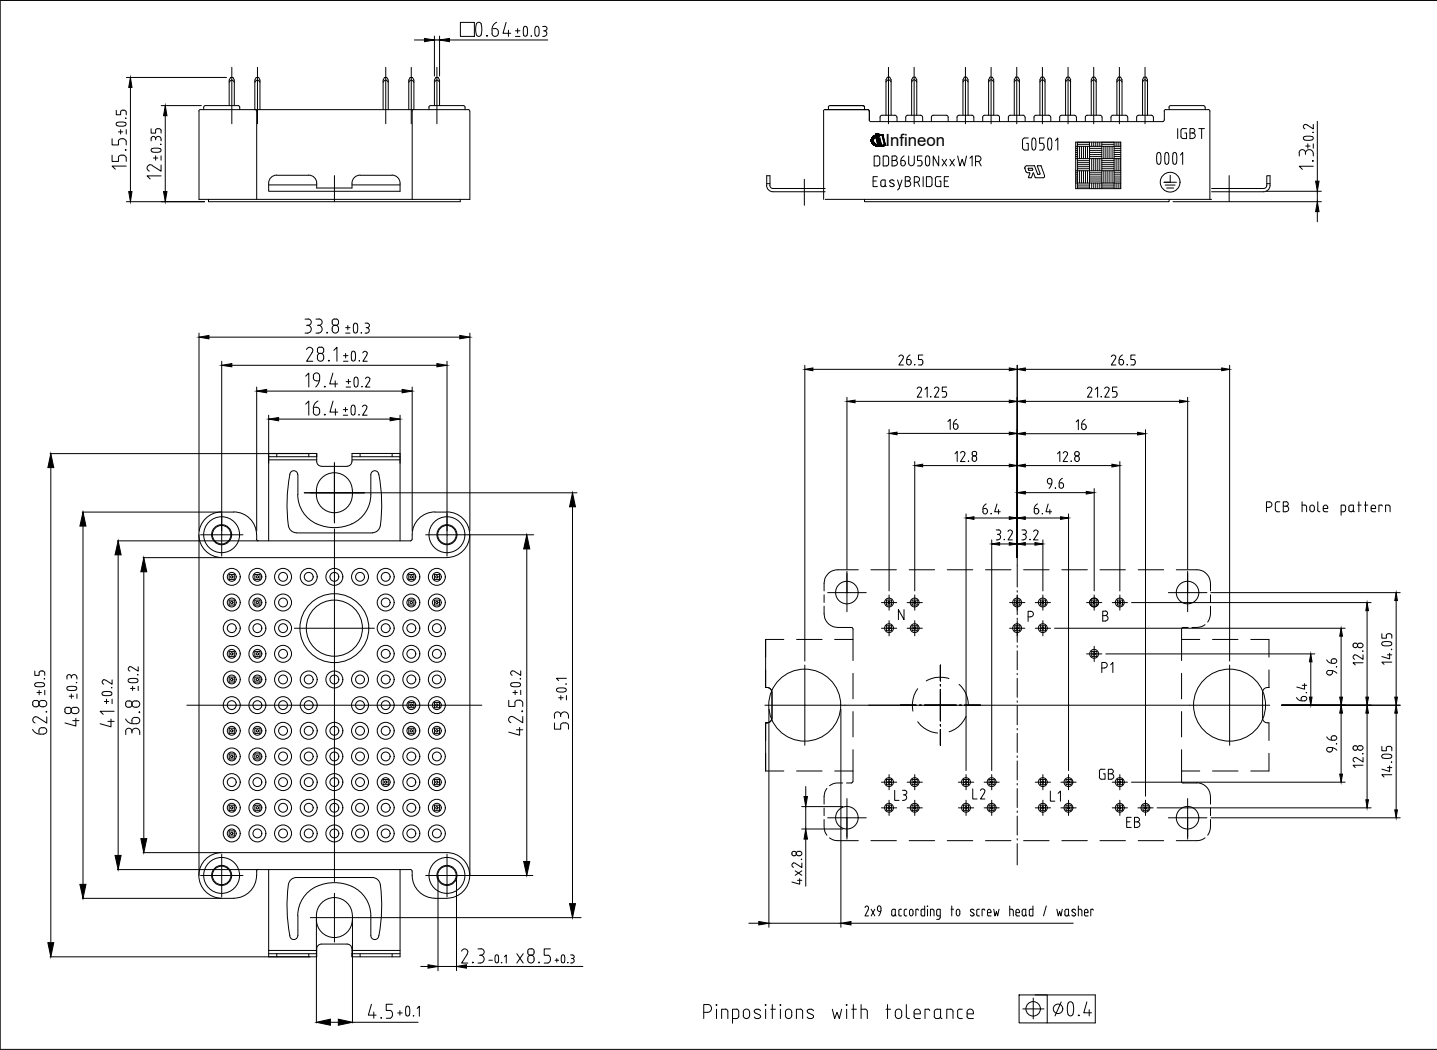 □0.64±0.03
15.5±0.5
12±0.35
Infineon
DDB6U50NxxW1R
EasyBRIDGE
G0501
IGBT
0001
1.3±0.2
33.8±0.3
28.1±0.2
19.4±0.2
16.4±0.2
62.8±0.5
48±0.3
41±0.2
36.8±0.2
42.5±0.2
53±0.1
2.3-0.1 x8.5+0.3
4.5+0.1
26.5 26.5
21.25 21.25
16 16
12.8 12.8
9.6
6.4 6.4
3.2 3.2
PCB hole pattern
N P B
P1
6.4
9.6
12.8
14.05
9.6
12.8
14.05
GB
L3 L2 L1
EB
4x2.8
2x9 according to screw head / washer
Pinpositions with tolerance ⌖ Ø0.4